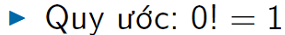 Quy ước: 0! = 1